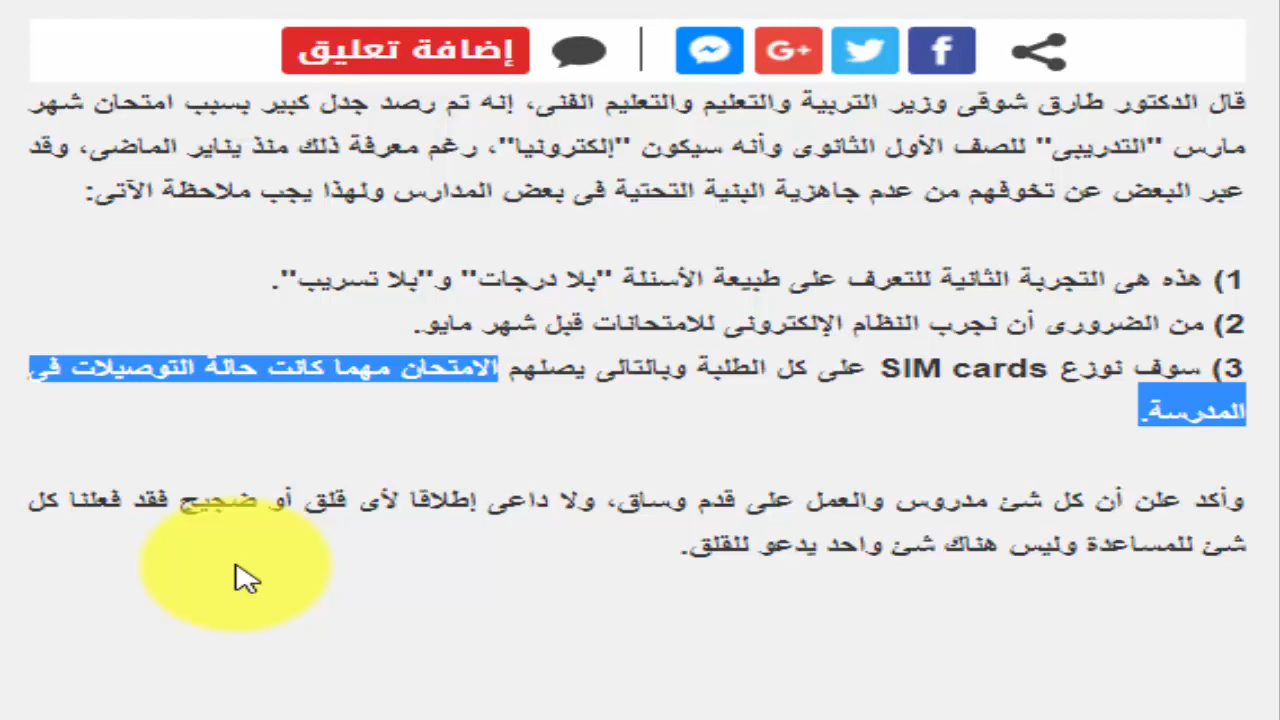 إضافة تعليق
قال الدكتور طارق شوقى وزير التربية والتعليم والتعليم الفنى، إنه تم رصد جدل كبير بسبب امتحان شهر
مارس "التدريبى" للصف الأول الثانوى وأنه سيكون "إلكترونيا"، رغم معرفة ذلك منذ يناير الماضى، وقد
عبر البعض عن تخوفهم من عدم جاهزية البنية التحتية فى بعض المدارس ولهذا يجب ملاحظة الآتى:
1) هذه هى التجربة الثانية للتعرف على طبيعة الأسئلة "بلا درجات" و"بلا تسريب".
2) من الضرورى أن نجرب النظام الإلكترونى للامتحانات قبل شهر مايو.
3) سوف نوزع SIM cards على كل الطلبة وبالتالى يصلهم الامتحان مهما كانت حالة التوصيلات فى
المدرسة.
وأكد علن أن كل شئ مدروس والعمل على قدم وساق، ولا داعى إطلاقا لأى قلق أو ضجيج فقد فعلنا كل
شئ للمساعدة وليس هناك شئ واحد يدعو للقلق.